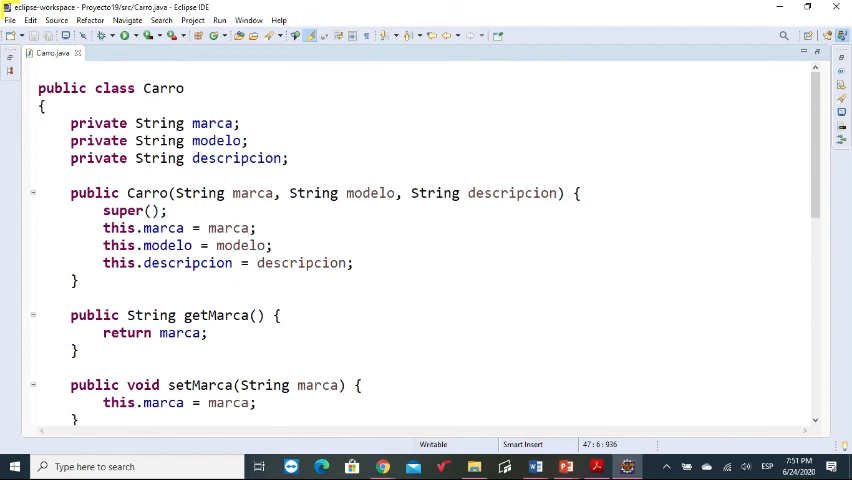 eclipse-workspace - Proyecto19/src/Carro.java - Eclipse IDE
File Edit Source Refactor Navigate Search Project Run Window Help
Carro.java
public class Carro
{
private String marca;
private String modelo;
private String descripcion;
public Carro(String marca, String modelo, String descripcion) {
super();
this.marca = marca;
this.modelo = modelo;
this.descripcion = descripcion;
}
public String getMarca() {
return marca;
}
public void setMarca(String marca) {
this.marca = marca;
}
Writable Smart Insert 47 : 6 : 936
Type here to search
ESP
7:51 PM
6/24/2020